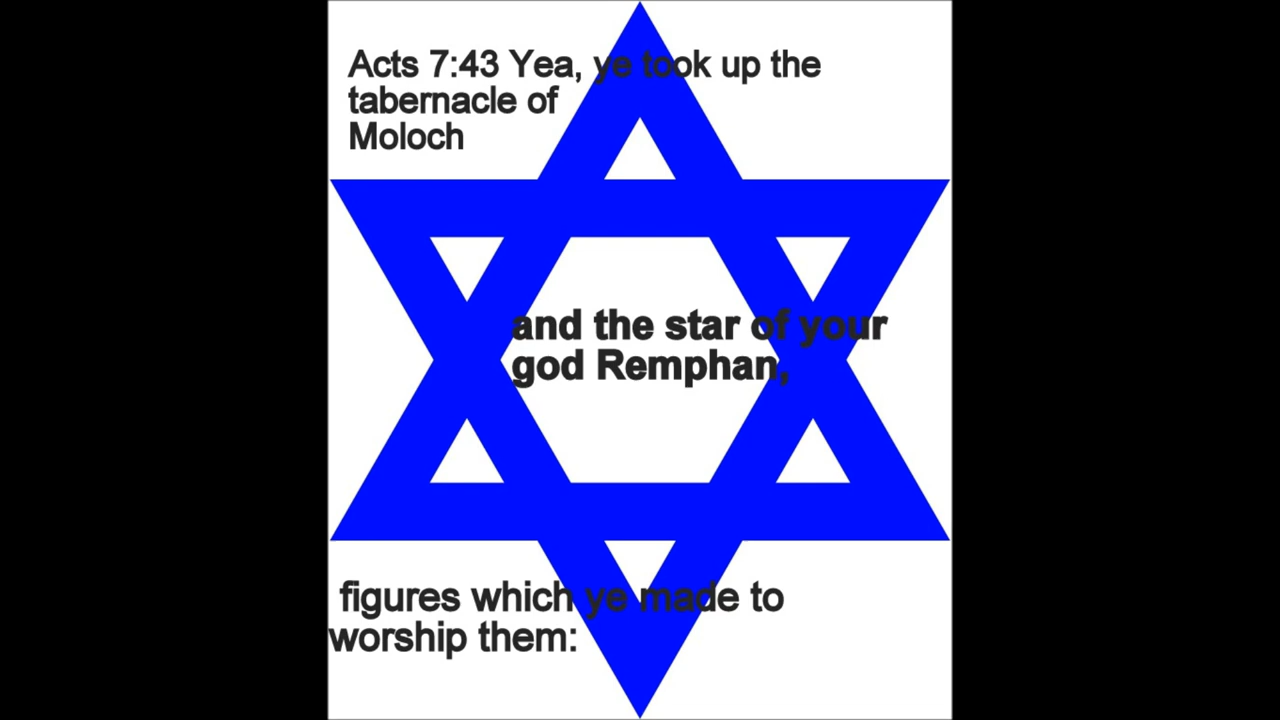 Acts 7:43 Yea, ye took up the
tabernacle of
Moloch
and the star of your
god Remphan,
figures which ye made to
worship them: